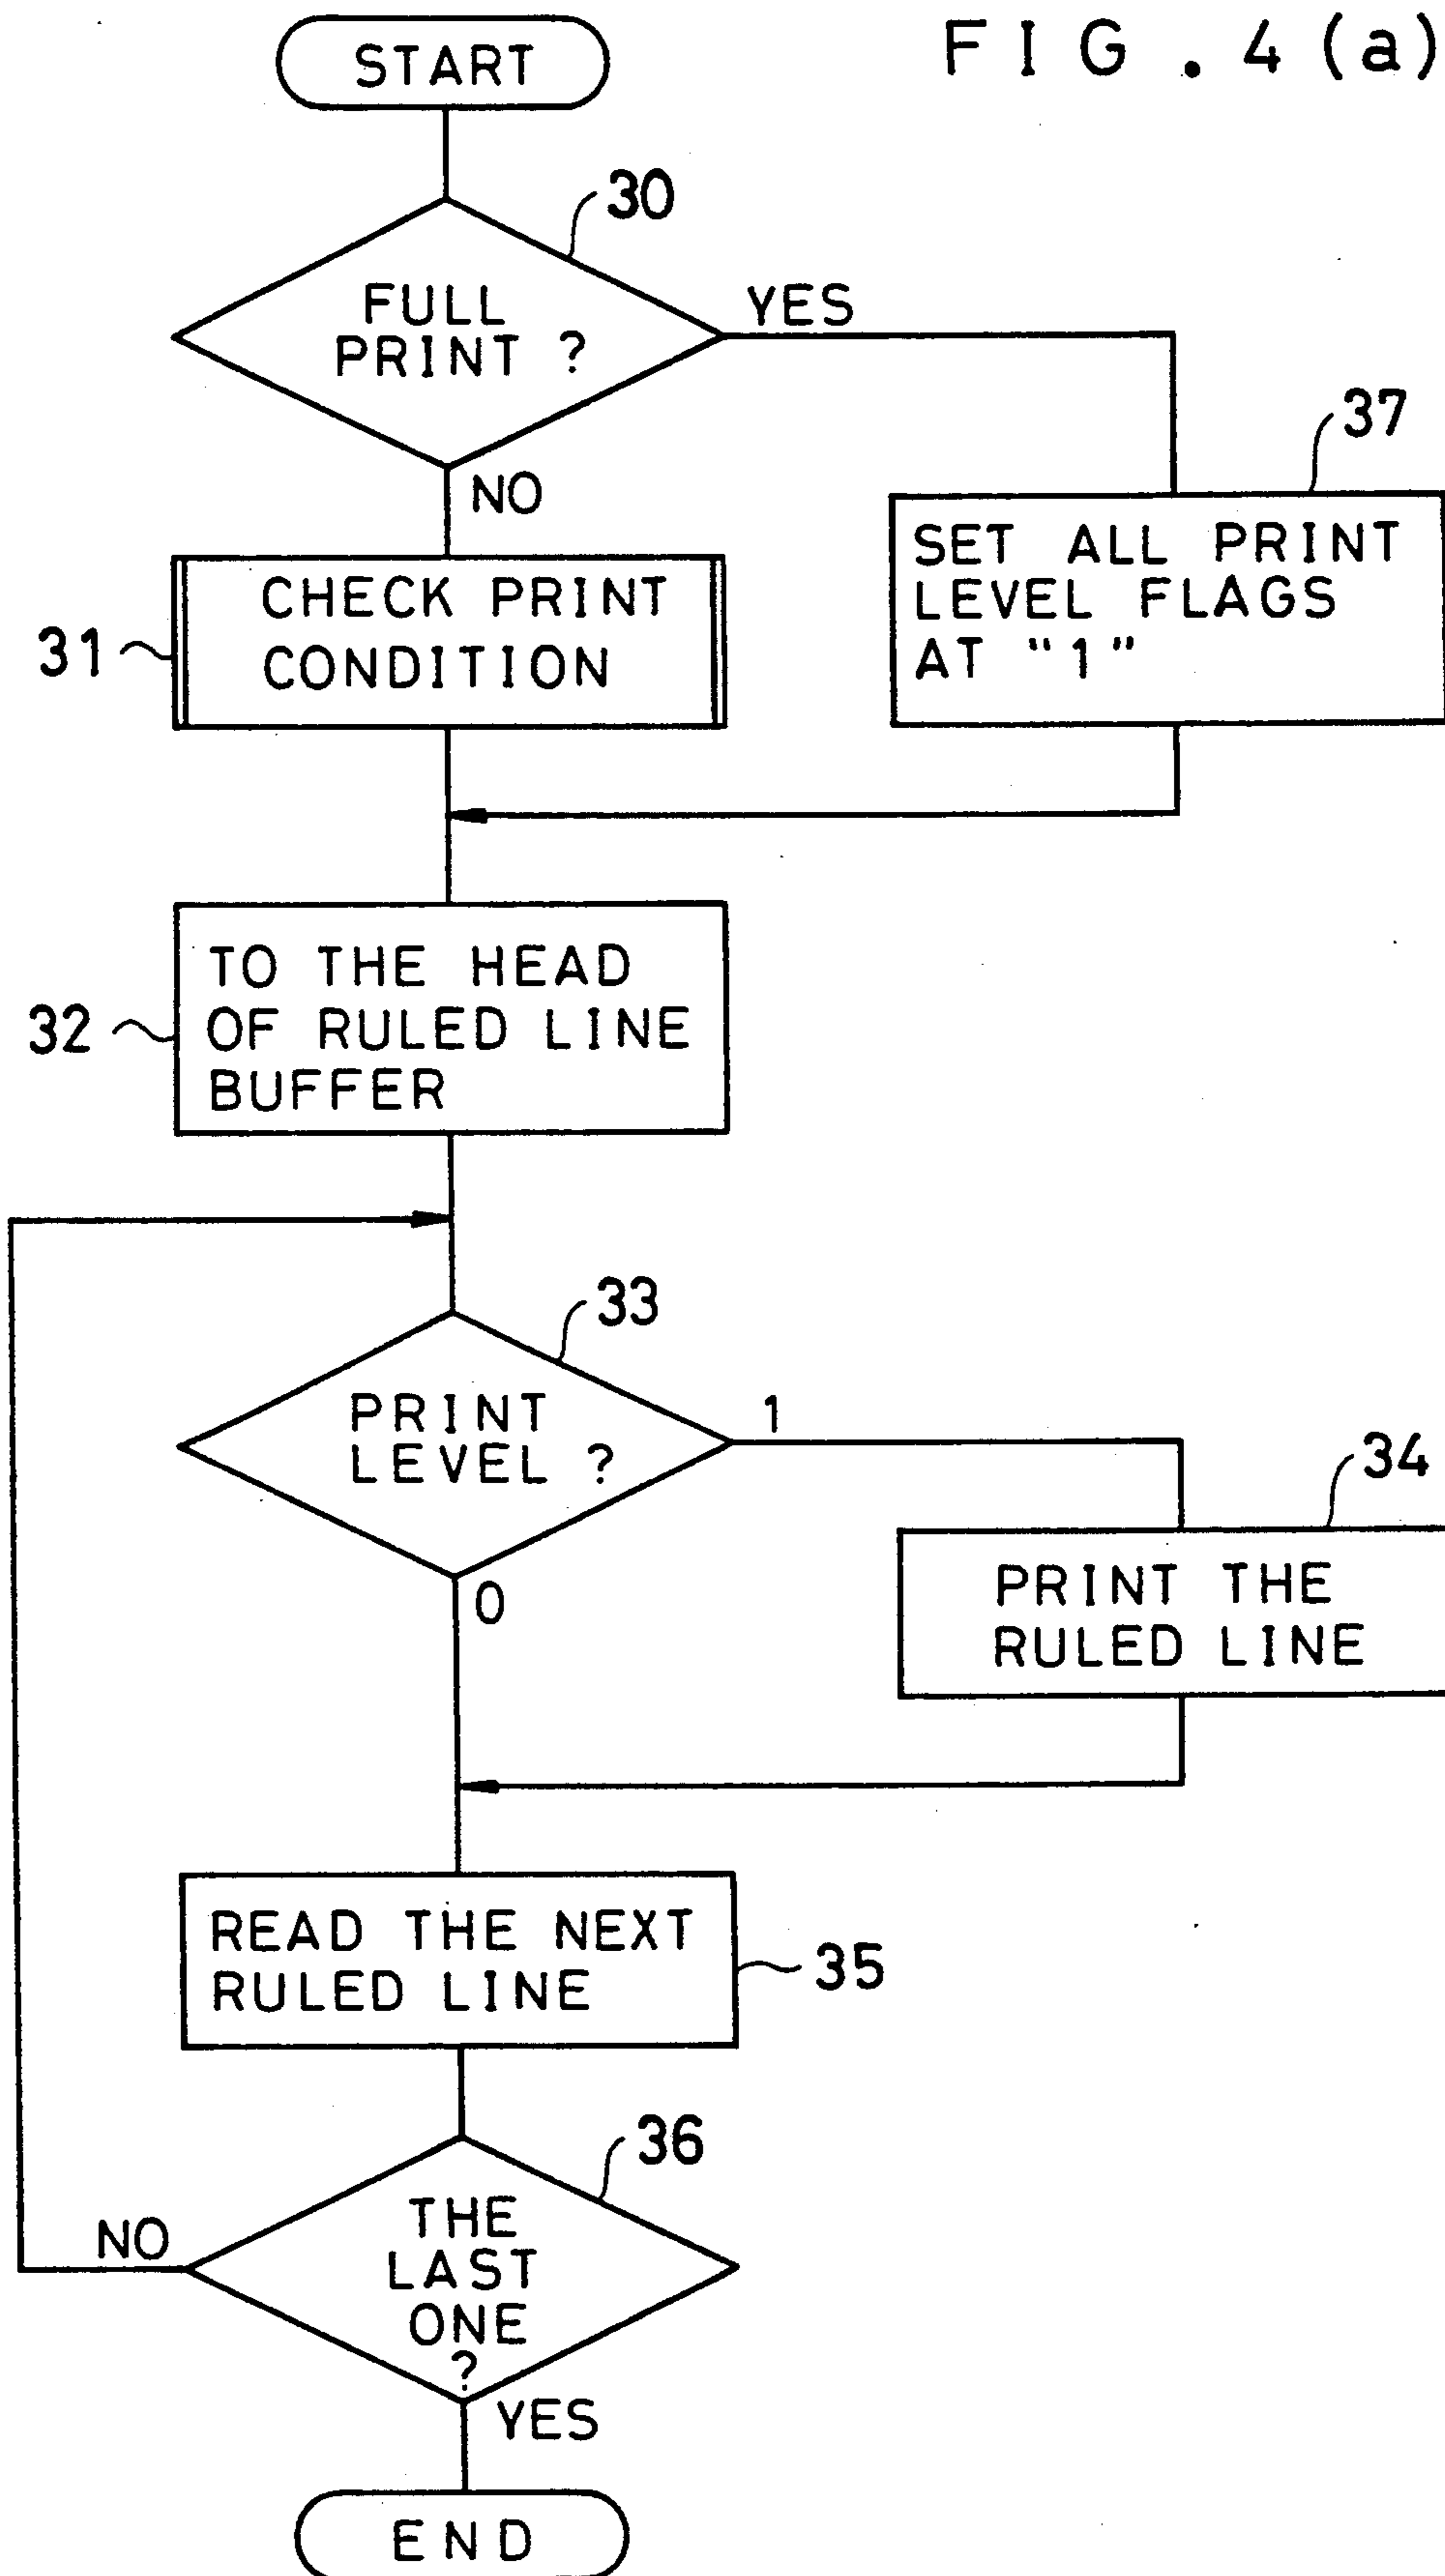 FIG. 4 (a)
START
30
FULL
PRINT ?
YES
NO
37
SET ALL PRINT
LEVEL FLAGS
AT "1"
31
CHECK PRINT
CONDITION
32
TO THE HEAD
OF RULED LINE
BUFFER
33
PRINT
LEVEL ?
1
0
34
PRINT THE
RULED LINE
READ THE NEXT
RULED LINE
35
36
THE
LAST
ONE
?
NO
YES
END